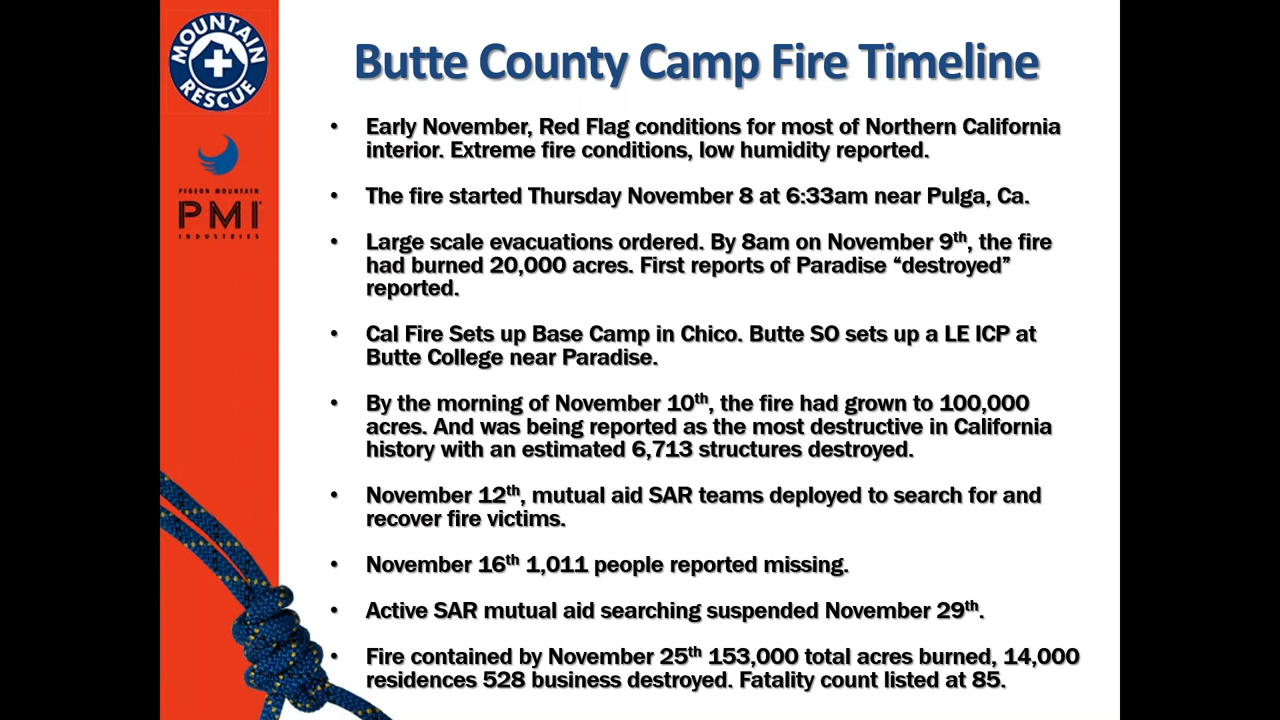 MOUNTAIN
RESCUE
PIGEON MOUNTAIN
PMI
INDUSTRIES
Butte County Camp Fire Timeline
• Early November, Red Flag conditions for most of Northern California
interior. Extreme fire conditions, low humidity reported.
• The fire started Thursday November 8 at 6:33am near Pulga, Ca.
• Large scale evacuations ordered. By 8am on November 9th, the fire
had burned 20,000 acres. First reports of Paradise “destroyed”
reported.
• Cal Fire Sets up Base Camp in Chico. Butte SO sets up a LE ICP at
Butte College near Paradise.
• By the morning of November 10th, the fire had grown to 100,000
acres. And was being reported as the most destructive in California
history with an estimated 6,713 structures destroyed.
• November 12th, mutual aid SAR teams deployed to search for and
recover fire victims.
• November 16th 1,011 people reported missing.
• Active SAR mutual aid searching suspended November 29th.
• Fire contained by November 25th 153,000 total acres burned, 14,000
residences 528 business destroyed. Fatality count listed at 85.